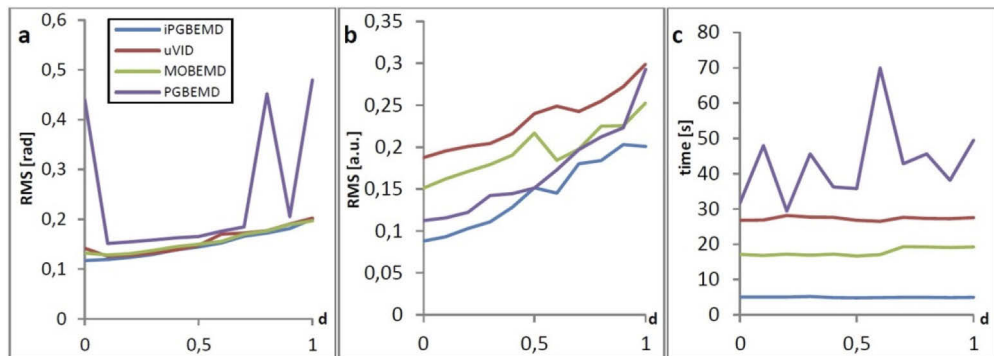 a
RMS [rad]
0,6
0,5
0,4
0,3
0,2
0,1
0
0
0,5
1
d
iPGBEMD
uVID
MOBEMD
PGBEMD
b
RMS [a.u.]
0,35
0,3
0,25
0,2
0,15
0,1
0,05
0
0
0,5
1
d
c
time [s]
80
70
60
50
40
30
20
10
0
0
0,5
1
d